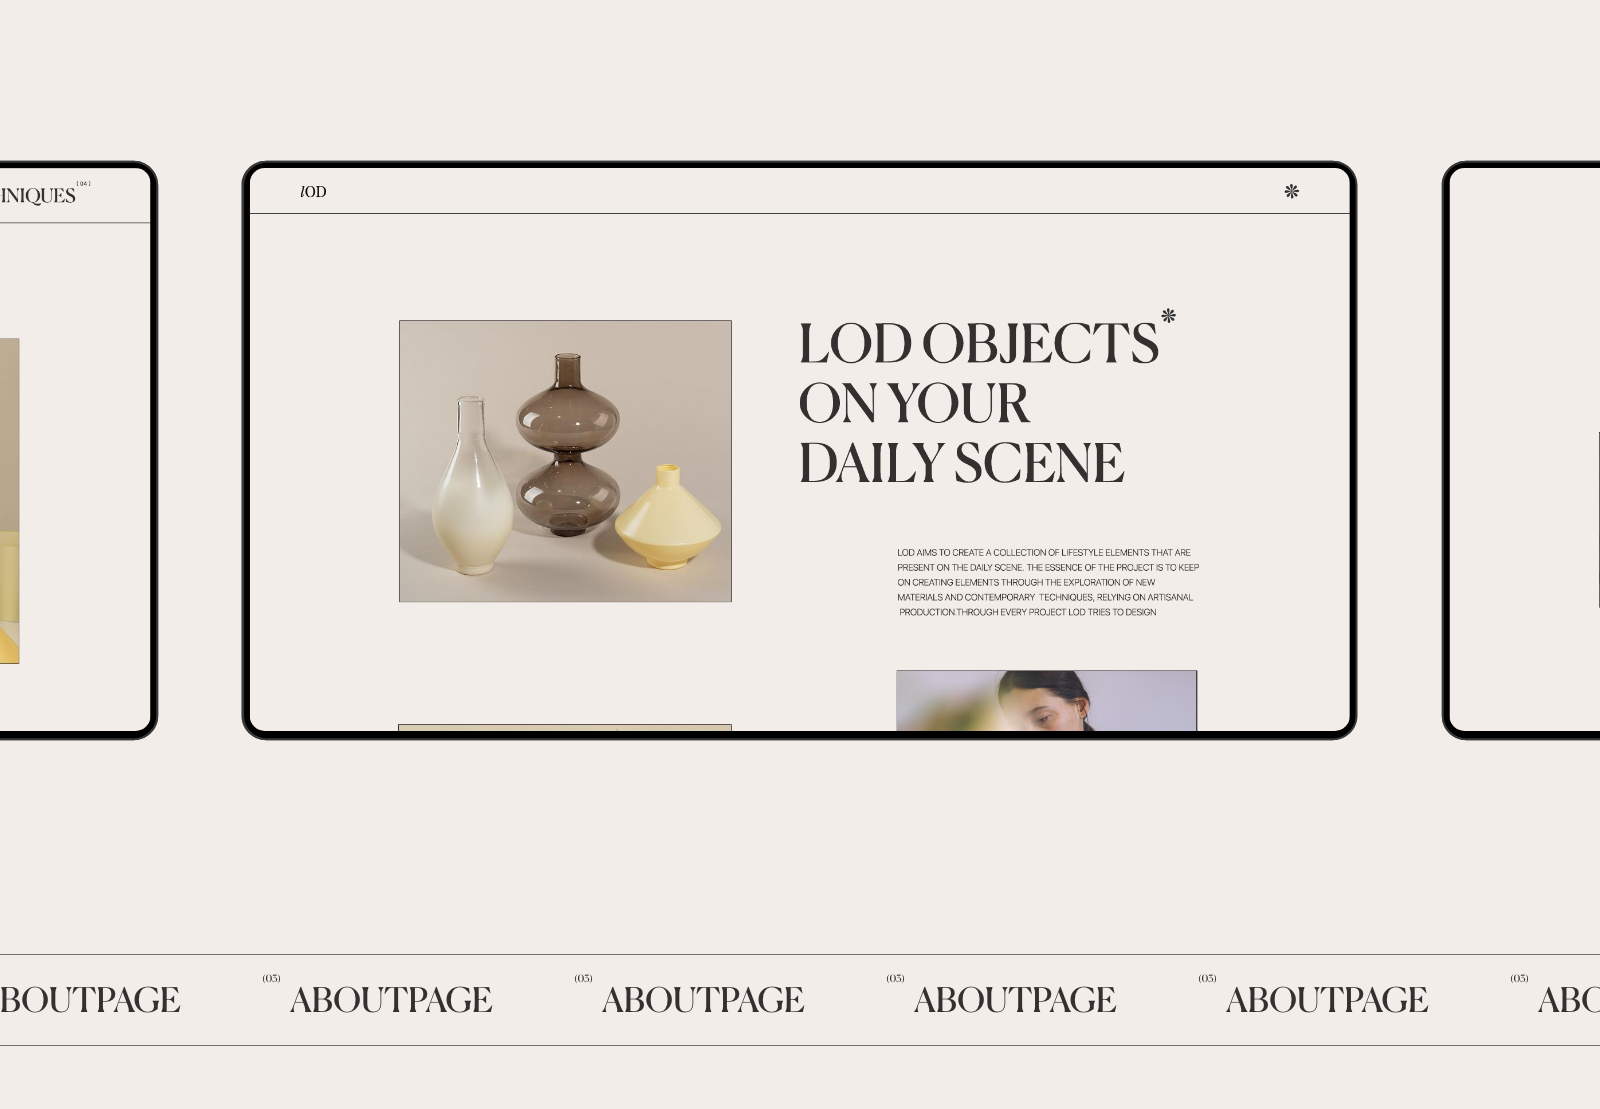 (04)
lOD
LOD OBJECTS
ON YOUR
DAILY SCENE
LOD AIMS TO CREATE A COLLECTION OF LIFESTYLE ELEMENTS THAT ARE
PRESENT ON THE DAILY SCENE. THE ESSENCE OF THE PROJECT IS TO KEEP
ON CREATING ELEMENTS THROUGH THE EXPLORATION OF NEW
MATERIALS AND CONTEMPORARY TECHNIQUES, RELYING ON ARTISANAL
PRODUCTION THROUGH EVERY PROJECT LOD TRIES TO DESIGN
BOUTPAGE (03) ABOUTPAGE (03) ABOUTPAGE (03) ABOUTPAGE (03) ABOUTPAGE (03) ABO